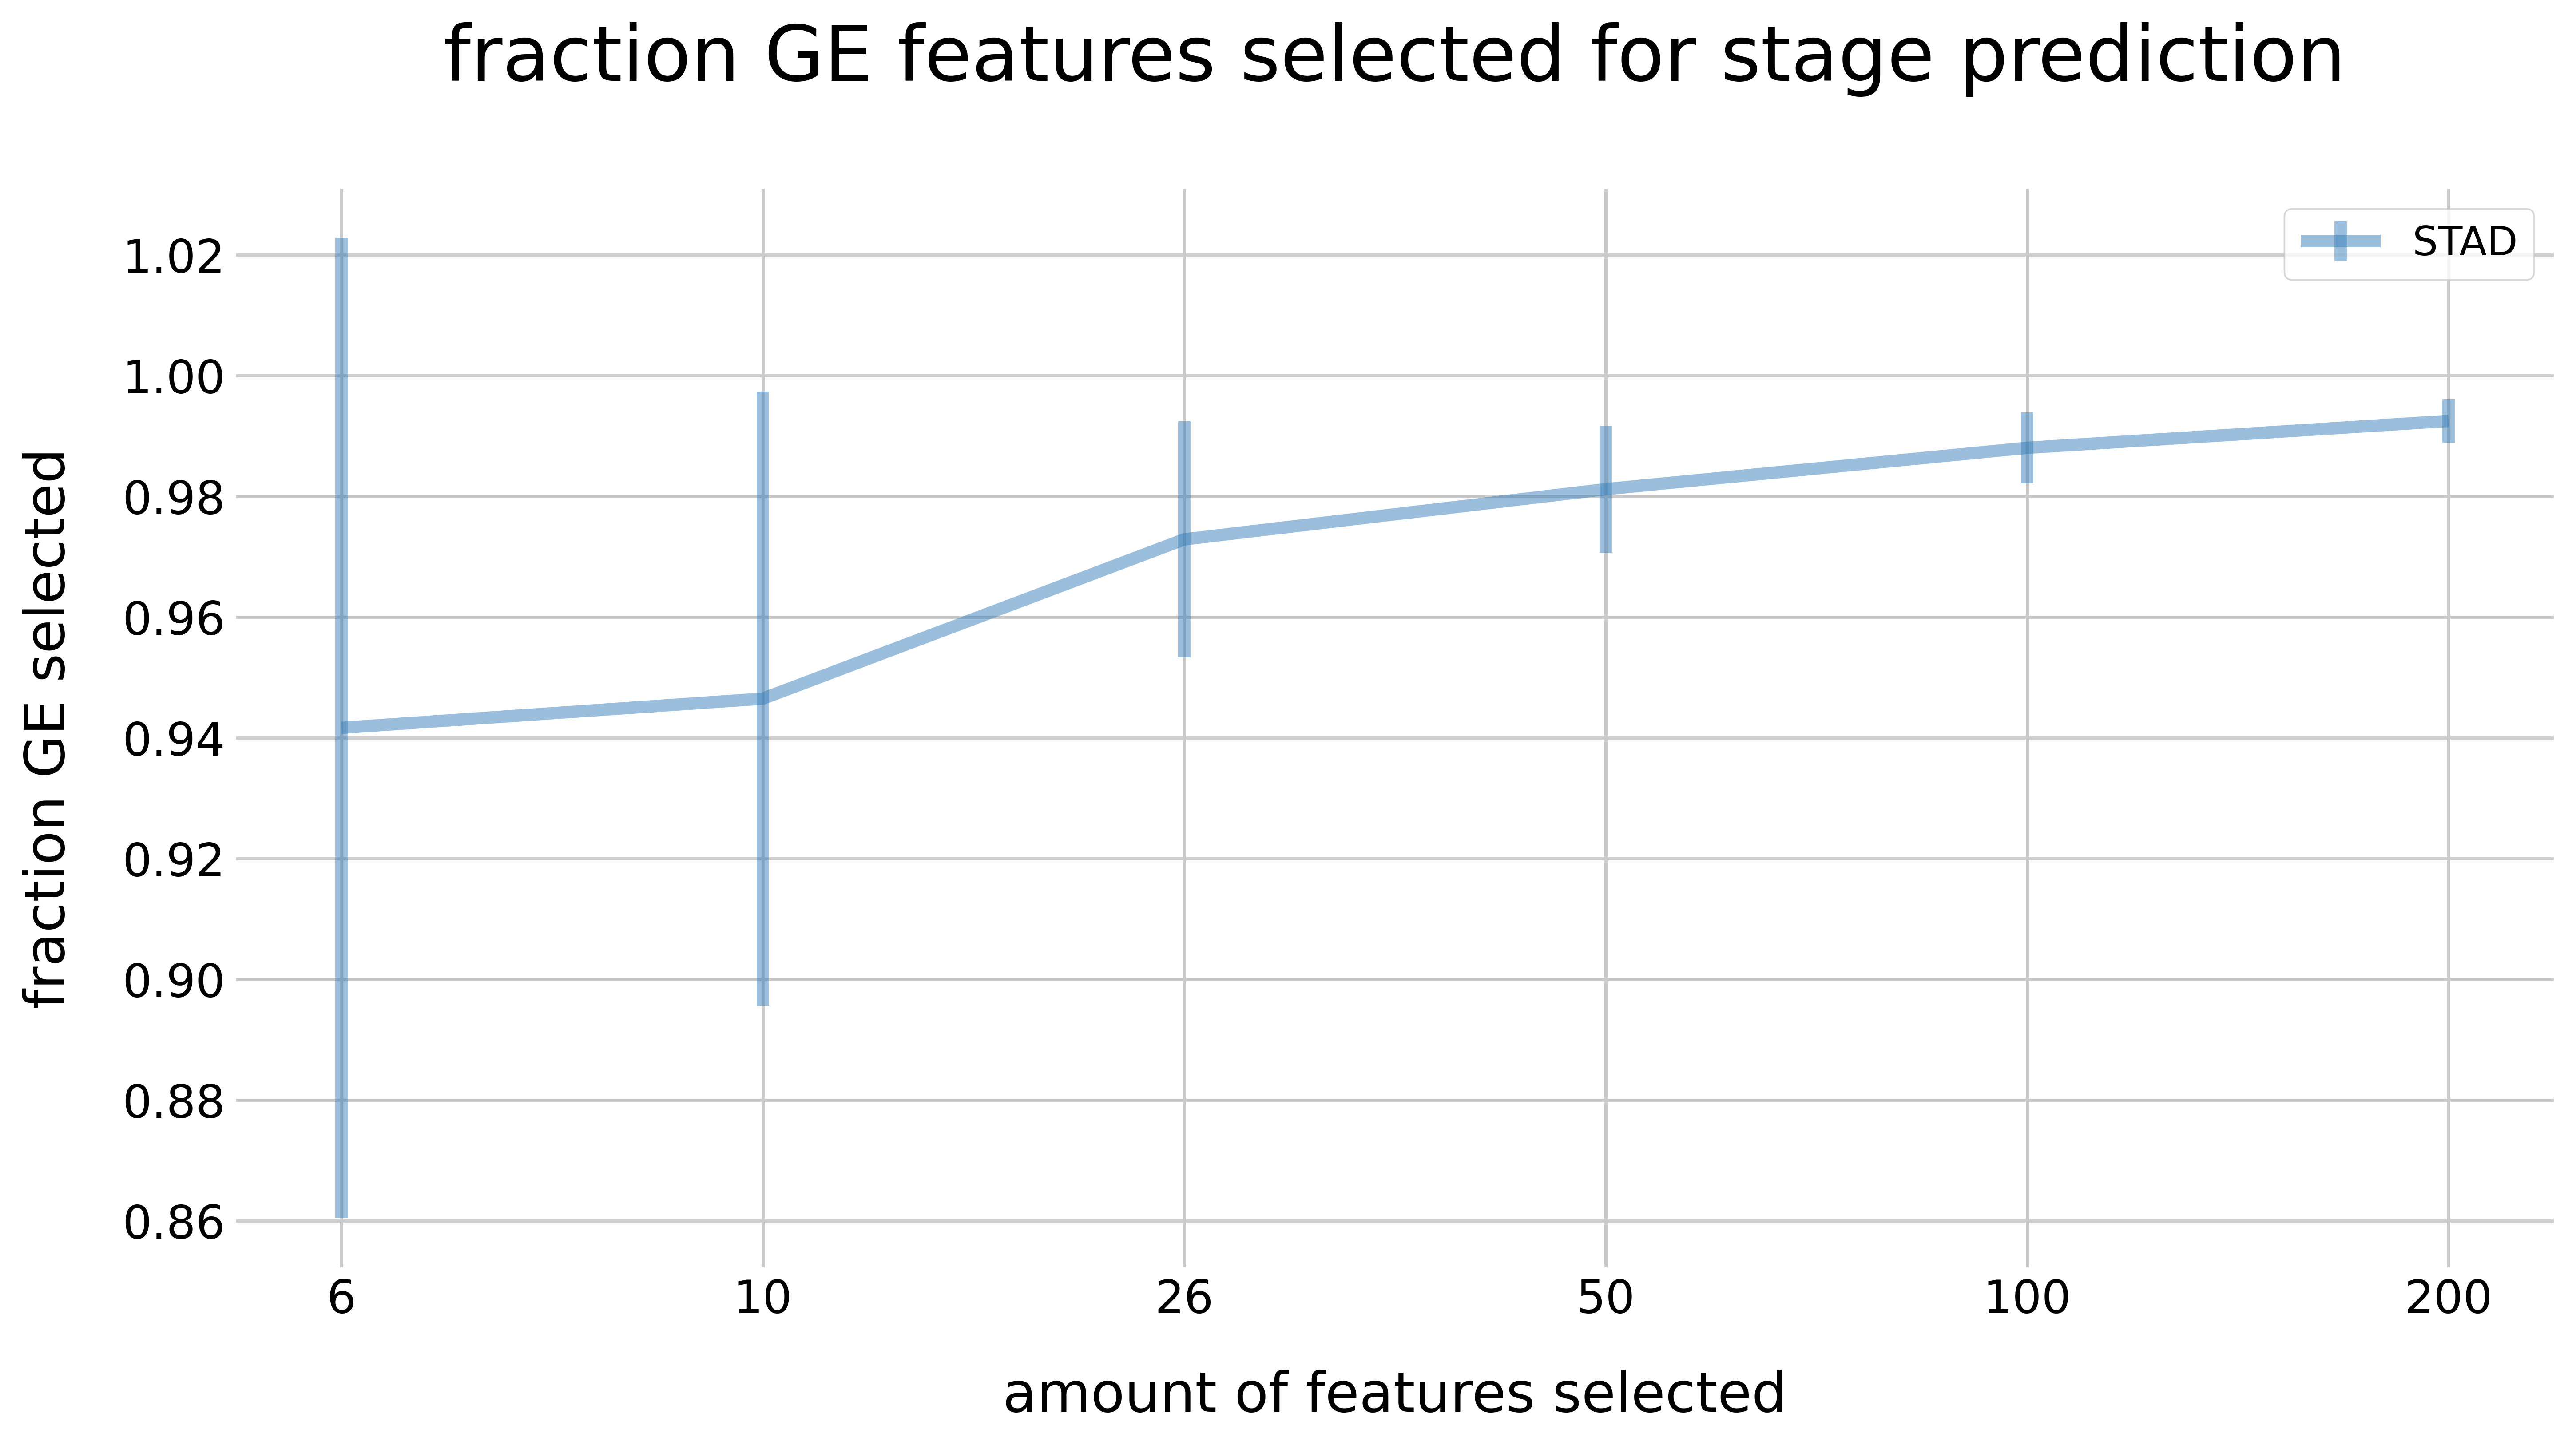 fraction GE features selected for stage prediction
STAD
fraction GE selected
1.02
1.00
0.98
0.96
0.94
0.92
0.90
0.88
0.86
6 10 26 50 100 200
amount of features selected